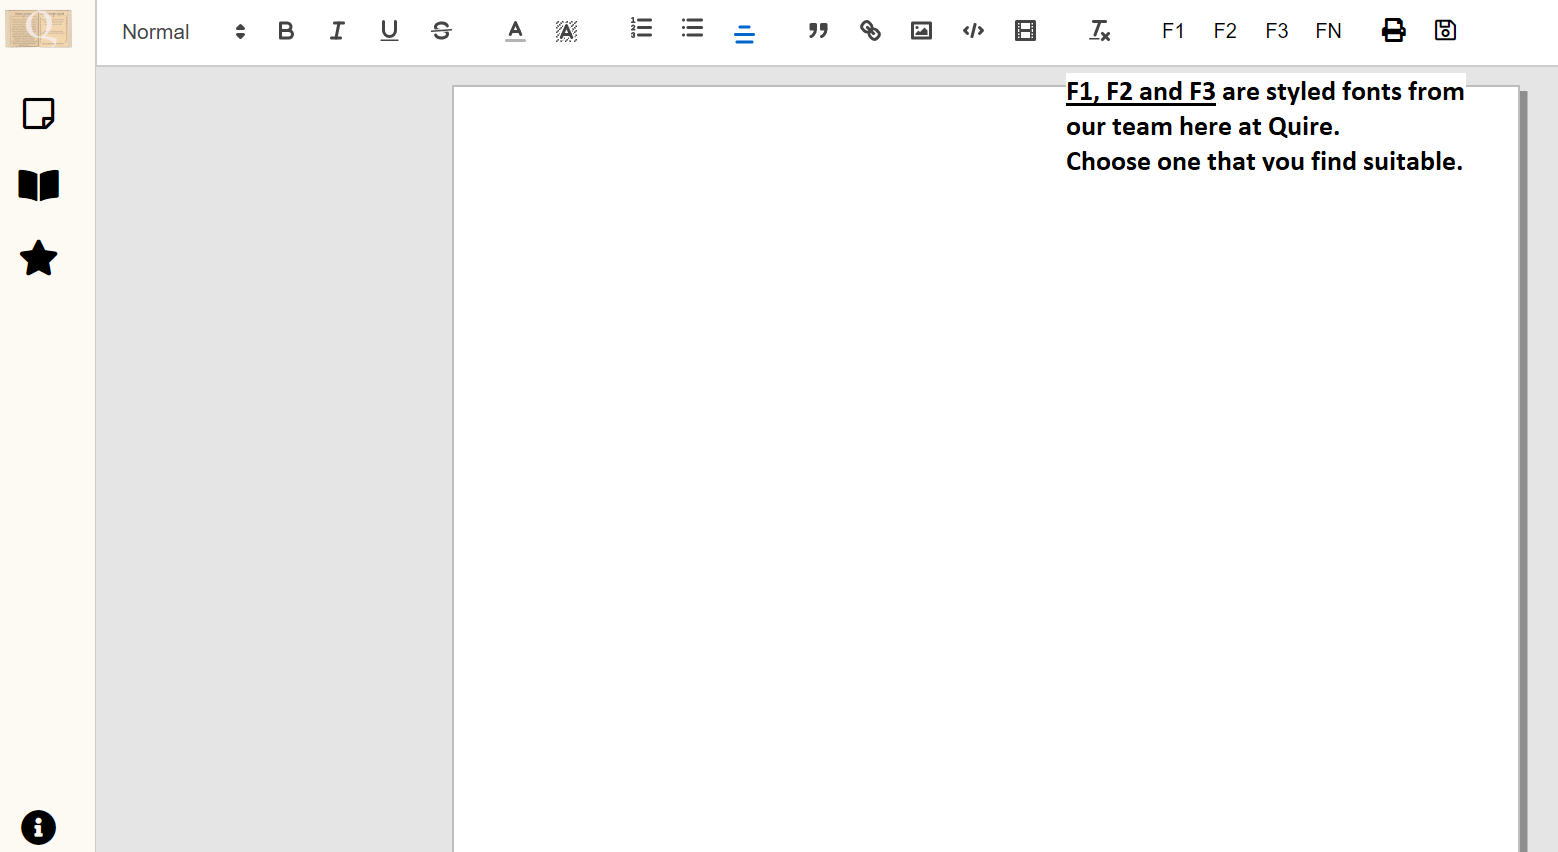 Normal
F1 F2 F3 FN
F1, F2 and F3 are styled fonts from
our team here at Quire.
Choose one that you find suitable.